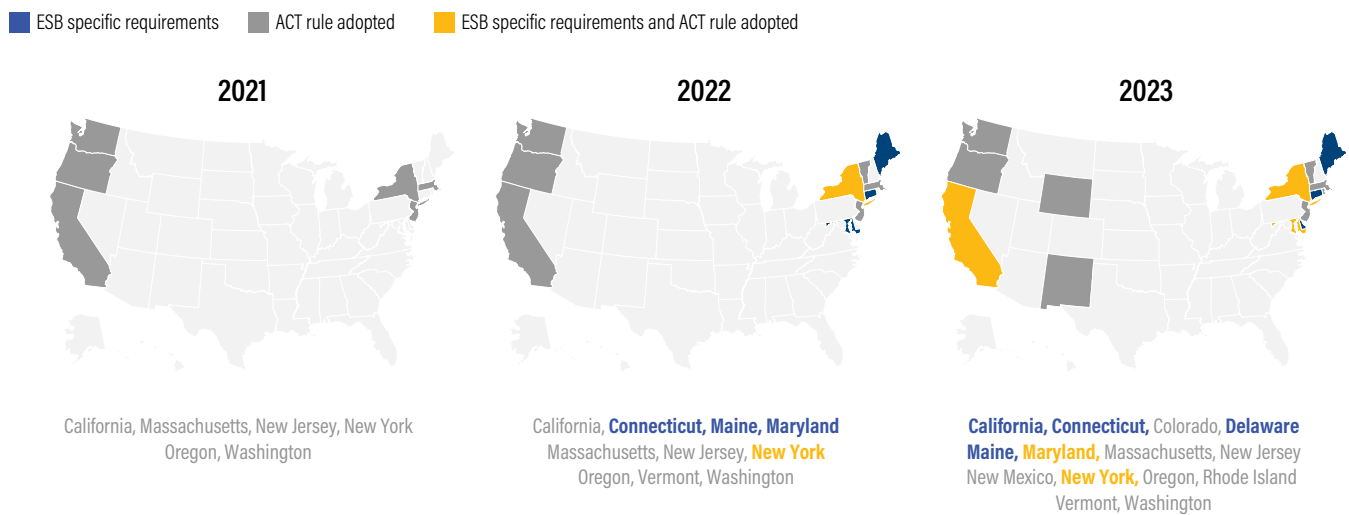 ESB specific requirements
ACT rule adopted
ESB specific requirements and ACT rule adopted
2021
2022
2023
California, Massachusetts, New Jersey, New York
Oregon, Washington
California, Connecticut, Maine, Maryland
Massachusetts, New Jersey, New York
Oregon, Vermont, Washington
California, Connecticut, Colorado, Delaware
Maine, Maryland, Massachusetts, New Jersey
New Mexico, New York, Oregon, Rhode Island
Vermont, Washington